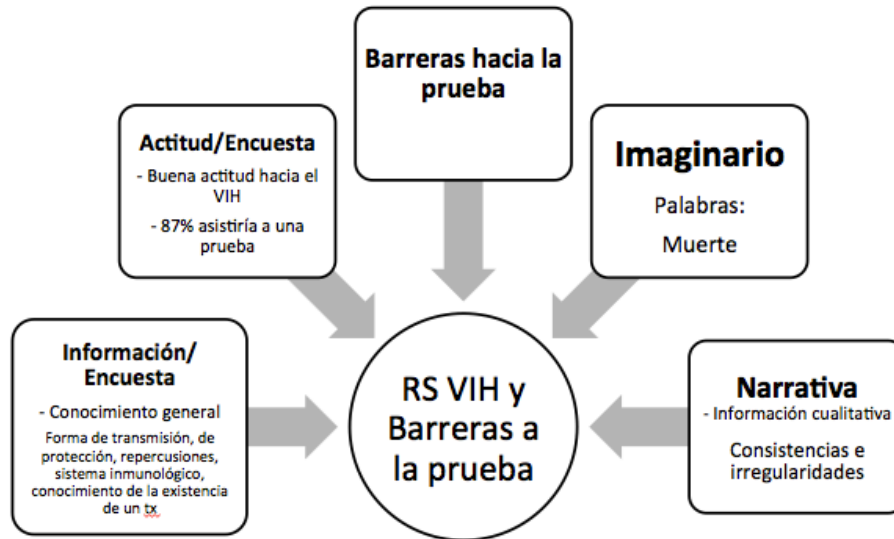 Barreras hacia la
prueba
Actitud/Encuesta
- Buena actitud hacia el
VIH
- 87% asistiría a una
prueba
Imaginario
Palabras:
Muerte
Información/
Encuesta
- Conocimiento general
Forma de transmisión, de
protección, repercusiones,
sistema inmunológico,
conocimiento de la existencia
de un tx
RS VIH y
Barreras a
la prueba
Narrativa
- Información cualitativa
Consistencias e
irregularidades